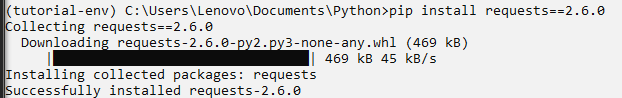 (tutorial-env) C:\Users\Lenovo\Documents\Python>pip install requests==2.6.0
Collecting requests==2.6.0
  Downloading requests-2.6.0-py2.py3-none-any.whl (469 kB)
     |████████████████████████████████| 469 kB 45 kB/s
Installing collected packages: requests
Successfully installed requests-2.6.0